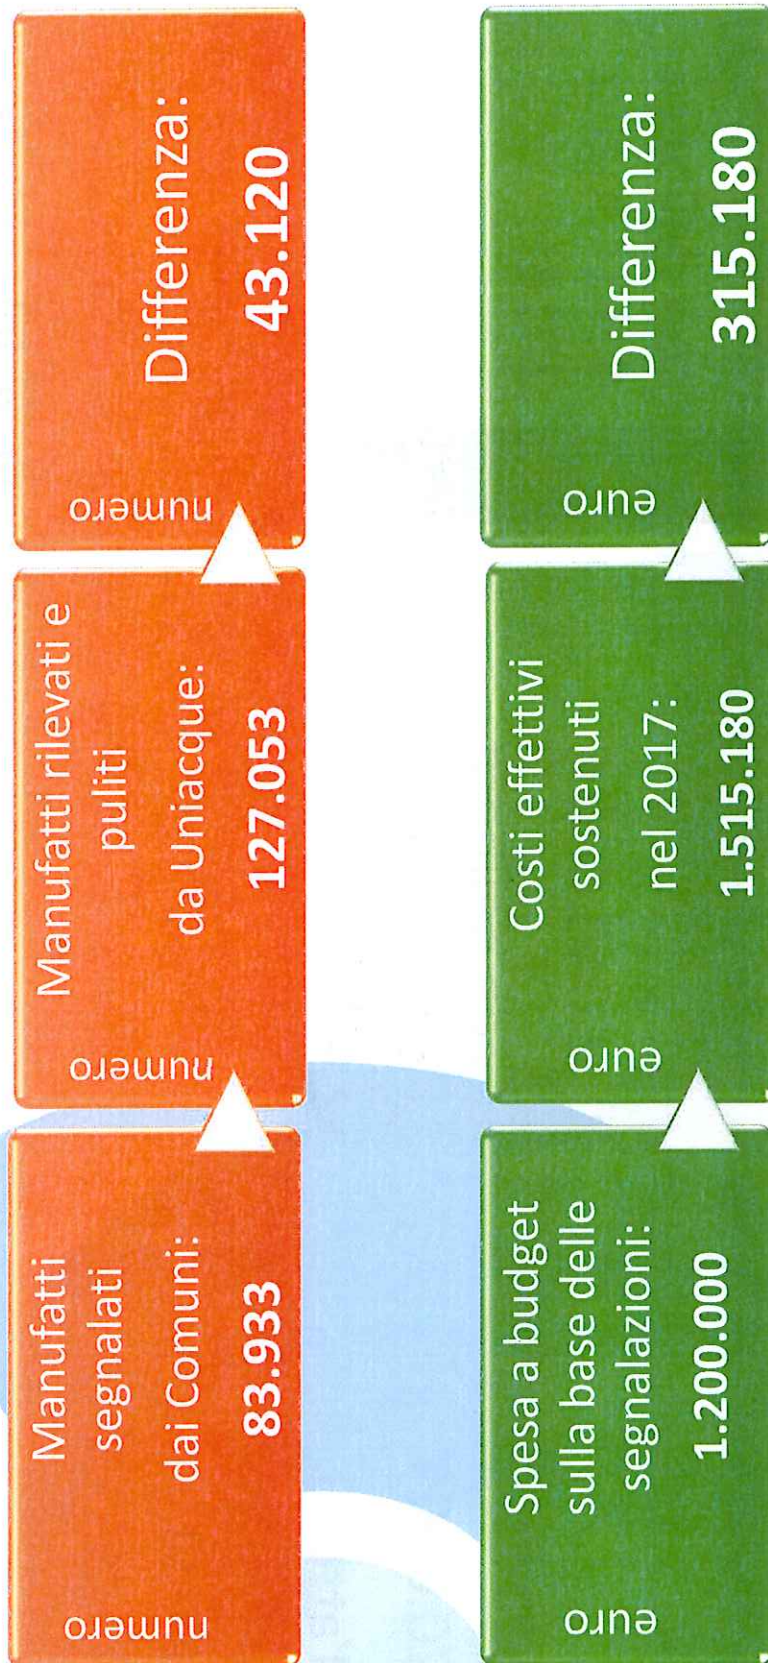 numero
Manufatti
segnalati
dai Comuni:
83.933
numero
Manufatti rilevati e
puliti
da Uniacque:
127.053
numero
Differenza:
43.120
euro
Spesa a budget
sulla base delle
segnalazioni:
1.200.000
euro
Costi effettivi
sostenuti
nel 2017:
1.515.180
euro
Differenza:
315.180